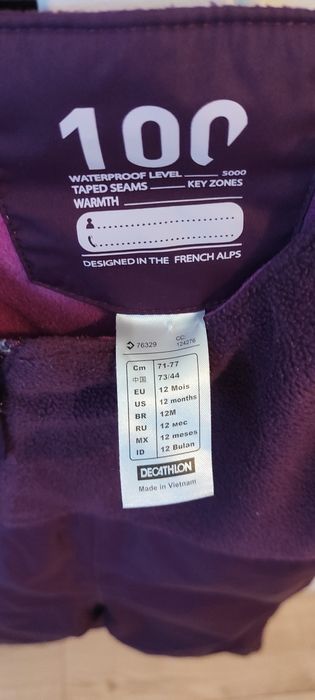 100
WATERPROOF LEVEL 5000
TAPED SEAMS KEY ZONES
WARMTH
DESIGNED IN THE FRENCH ALPS
76329 CC: 124276
Cm 71-77
中国 73/44
EU 12 Mois
US 12 months
BR 12M
RU 12 мес
MX 12 meses
ID 12 Bulan
DECATHLON
Made in Vietnam